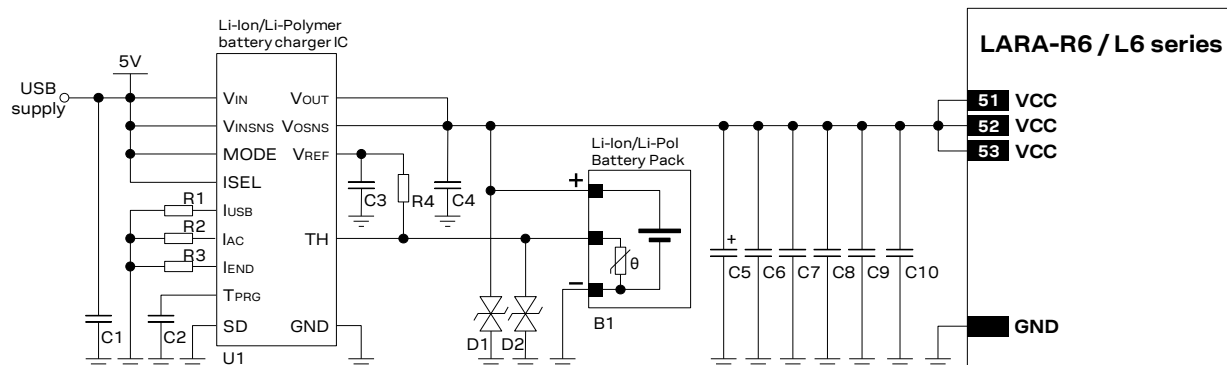 Li-Ion/Li-Polymer
battery charger IC
LARA-R6 / L6 series
5V
USB
supply
VIN
VINSNS
MODE
ISEL
IUSB
IAC
IEND
TPRG
SD
VOUT
VOSNS
VREF
TH
GND
R1
R2
R3
C1
C2
U1
C3
R4
C4
D1
D2
Li-Ion/Li-Pol
Battery Pack
+
θ
–
B1
+
C5
C6
C7
C8
C9
C10
51 VCC
52 VCC
53 VCC
GND